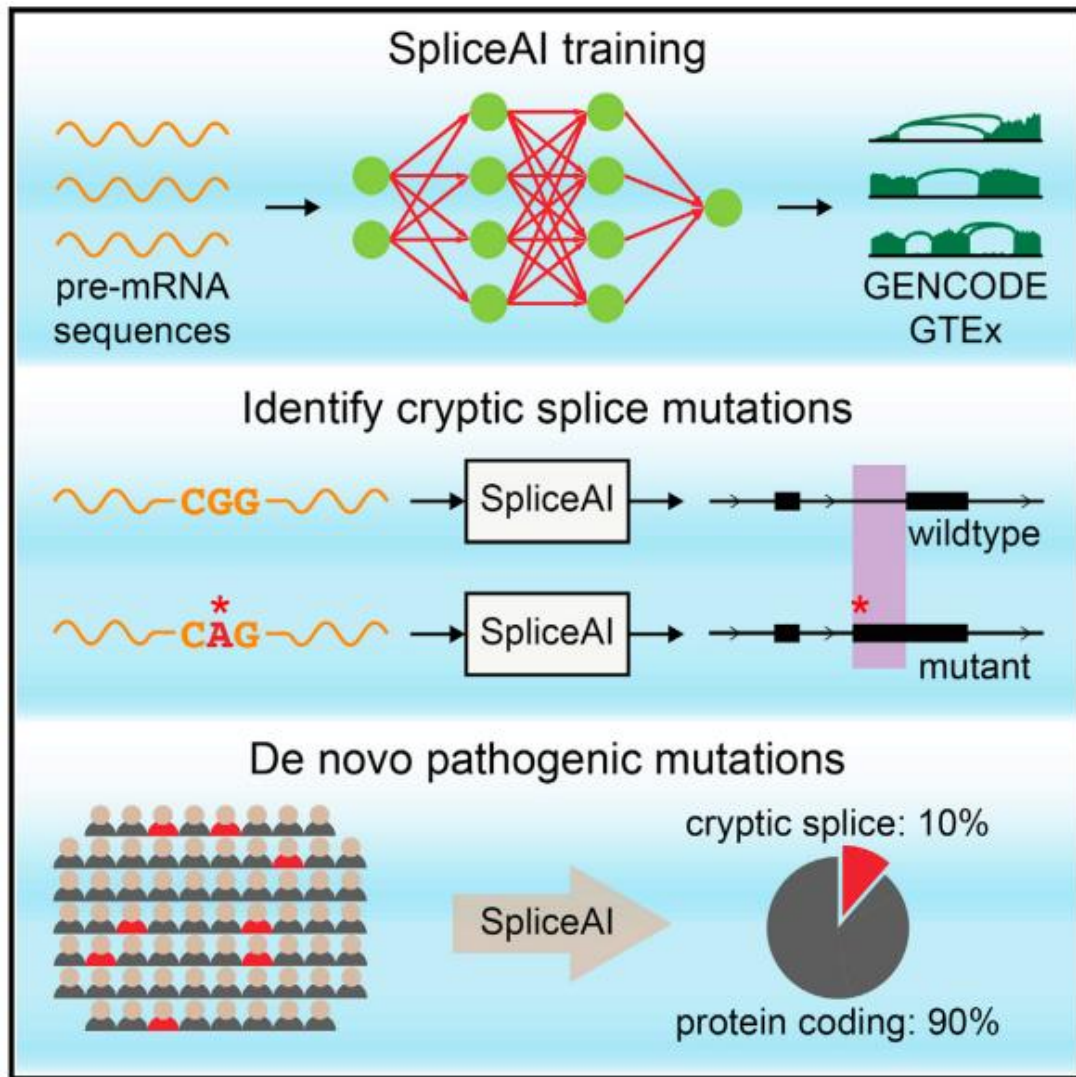 SpliceAI training
pre-mRNA
sequences
GENCODE
GTEx
Identify cryptic splice mutations
CGG
SpliceAI
wildtype
*
*
CAG
SpliceAI
mutant
De novo pathogenic mutations
cryptic splice: 10%
SpliceAI
protein coding: 90%